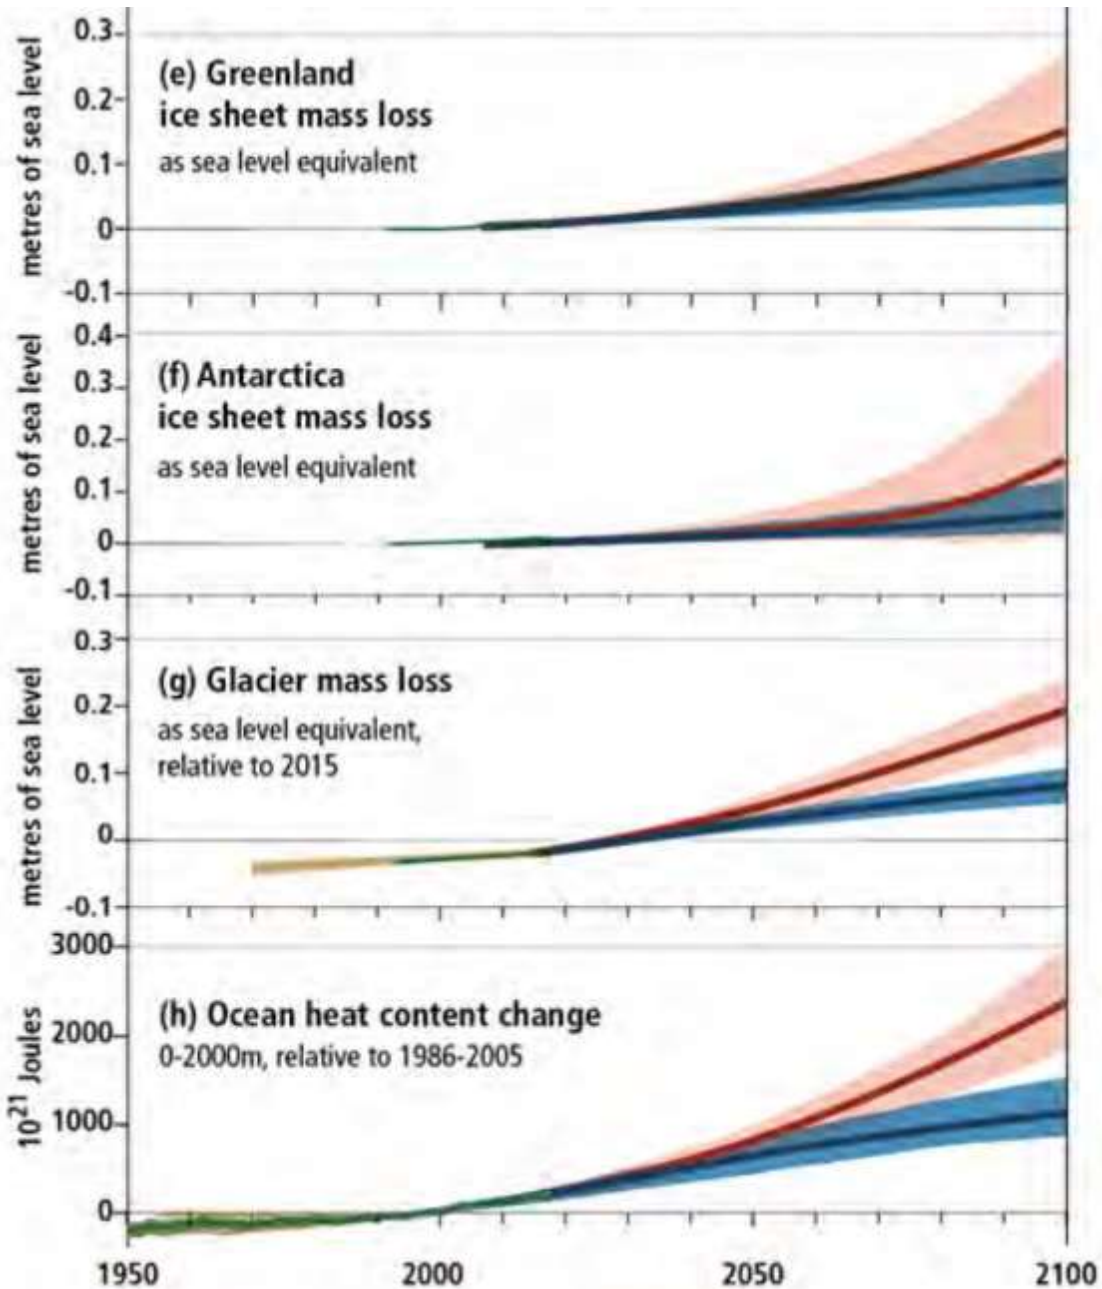 0.3
0.2
0.1
0
-0.1
metres of sea level
(e) Greenland
ice sheet mass loss
as sea level equivalent
0.4
0.3
0.2
0.1
0
-0.1
metres of sea level
(f) Antarctica
ice sheet mass loss
as sea level equivalent
0.3
0.2
0.1
0
-0.1
metres of sea level
(g) Glacier mass loss
as sea level equivalent,
relative to 2015
3000
2000
1000
0
10²¹ Joules
(h) Ocean heat content change
0-2000m, relative to 1986-2005
1950 2000 2050 2100